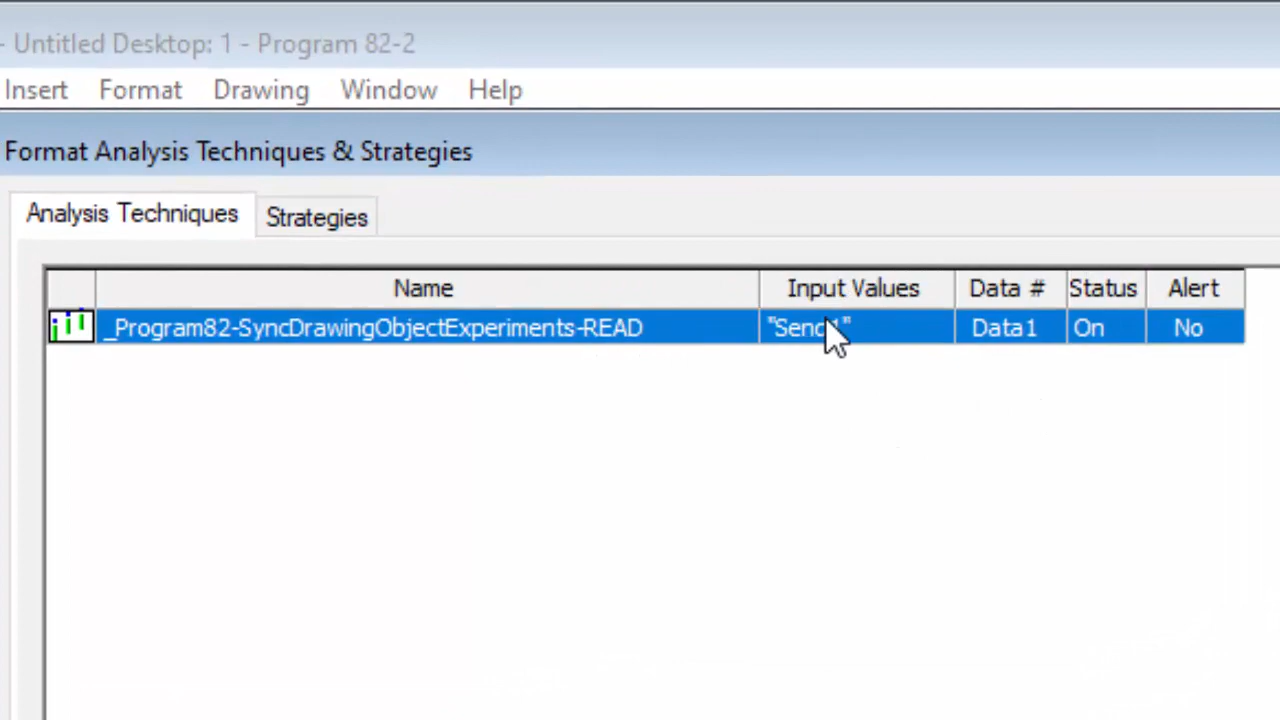 - Untitled Desktop: 1 - Program 82-2
Insert Format Drawing Window Help
Format Analysis Techniques & Strategies
Analysis Techniques Strategies
Name Input Values Data # Status Alert
_Program82-SyncDrawingObjectExperiments-READ Data1 On No